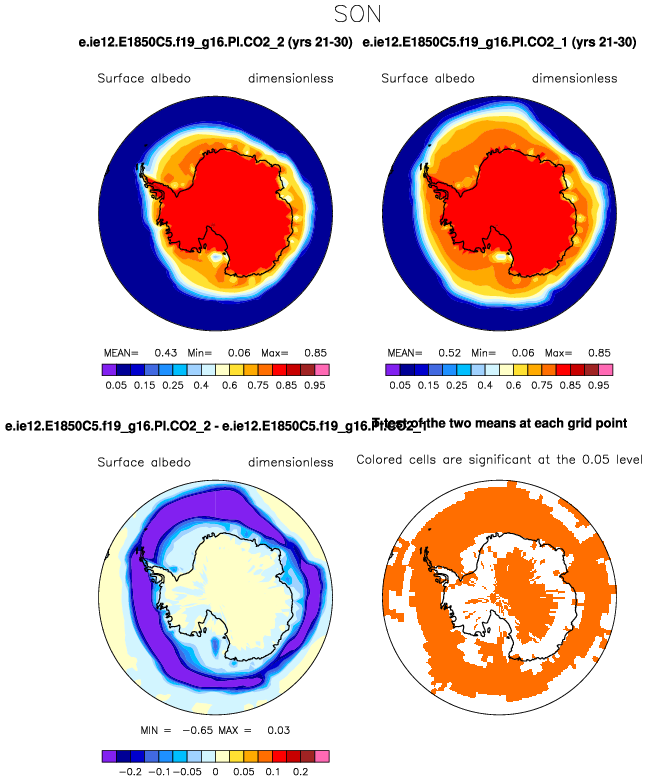 SON
e.ie12.E1850C5.f19_g16.PI.CO2_2 (yrs 21-30) e.ie12.E1850C5.f19_g16.PI.CO2_1 (yrs 21-30)
Surface albedo dimensionless Surface albedo dimensionless
MEAN= 0.43 Min= 0.06 Max= 0.85 MEAN= 0.52 Min= 0.06 Max= 0.85
0.05 0.15 0.25 0.4 0.6 0.75 0.85 0.95 0.05 0.15 0.25 0.4 0.6 0.75 0.85 0.95
e.ie12.E1850C5.f19_g16.PI.CO2_2 - e.ie12.E1850C5.f19_g16.PI.CO2_1 T-test of the two means at each grid point
Surface albedo dimensionless Colored cells are significant at the 0.05 level
MIN = -0.65 MAX = 0.03
-0.2 -0.1 -0.05 0 0.05 0.1 0.2